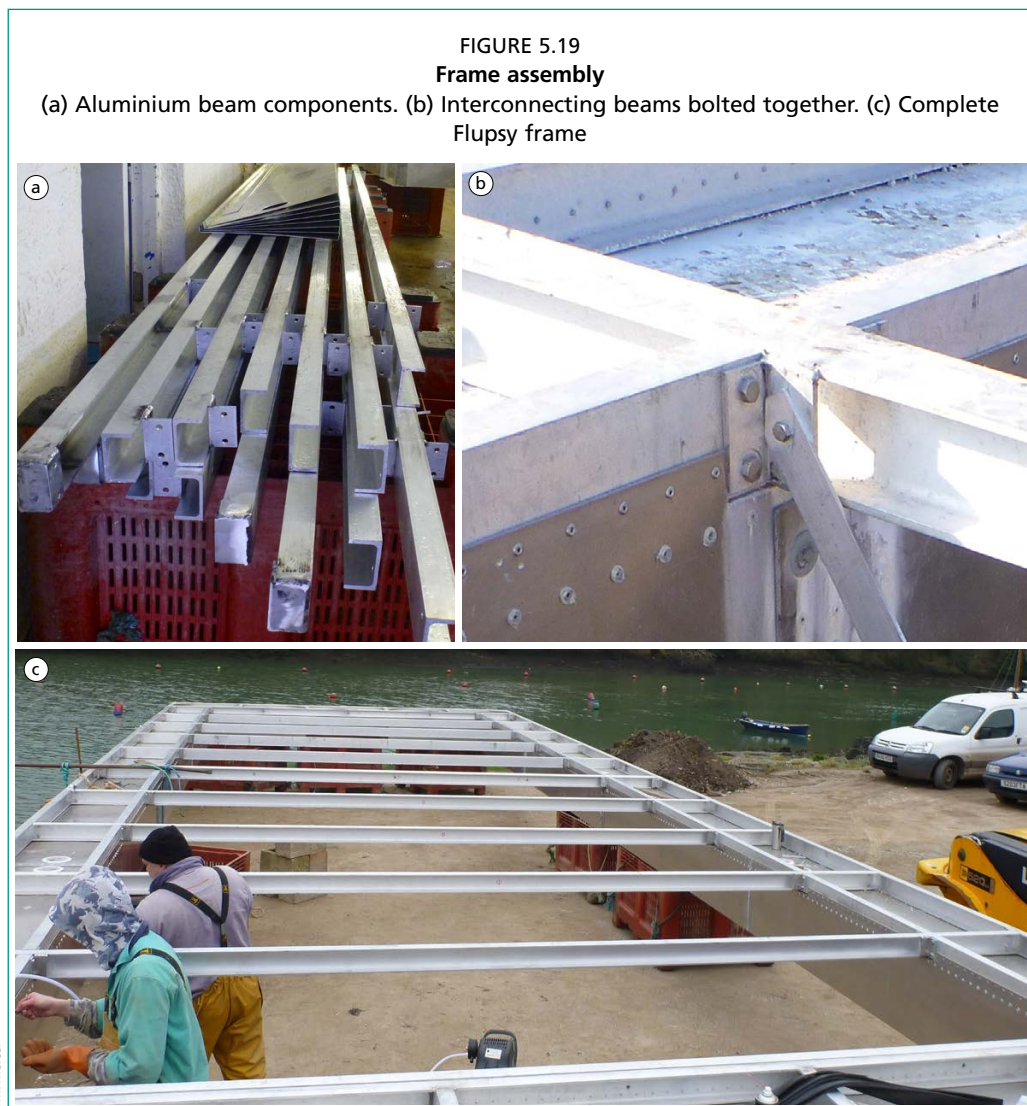 FIGURE 5.19
Frame assembly
(a) Aluminium beam components. (b) Interconnecting beams bolted together. (c) Complete
Flupsy frame
a
b
c